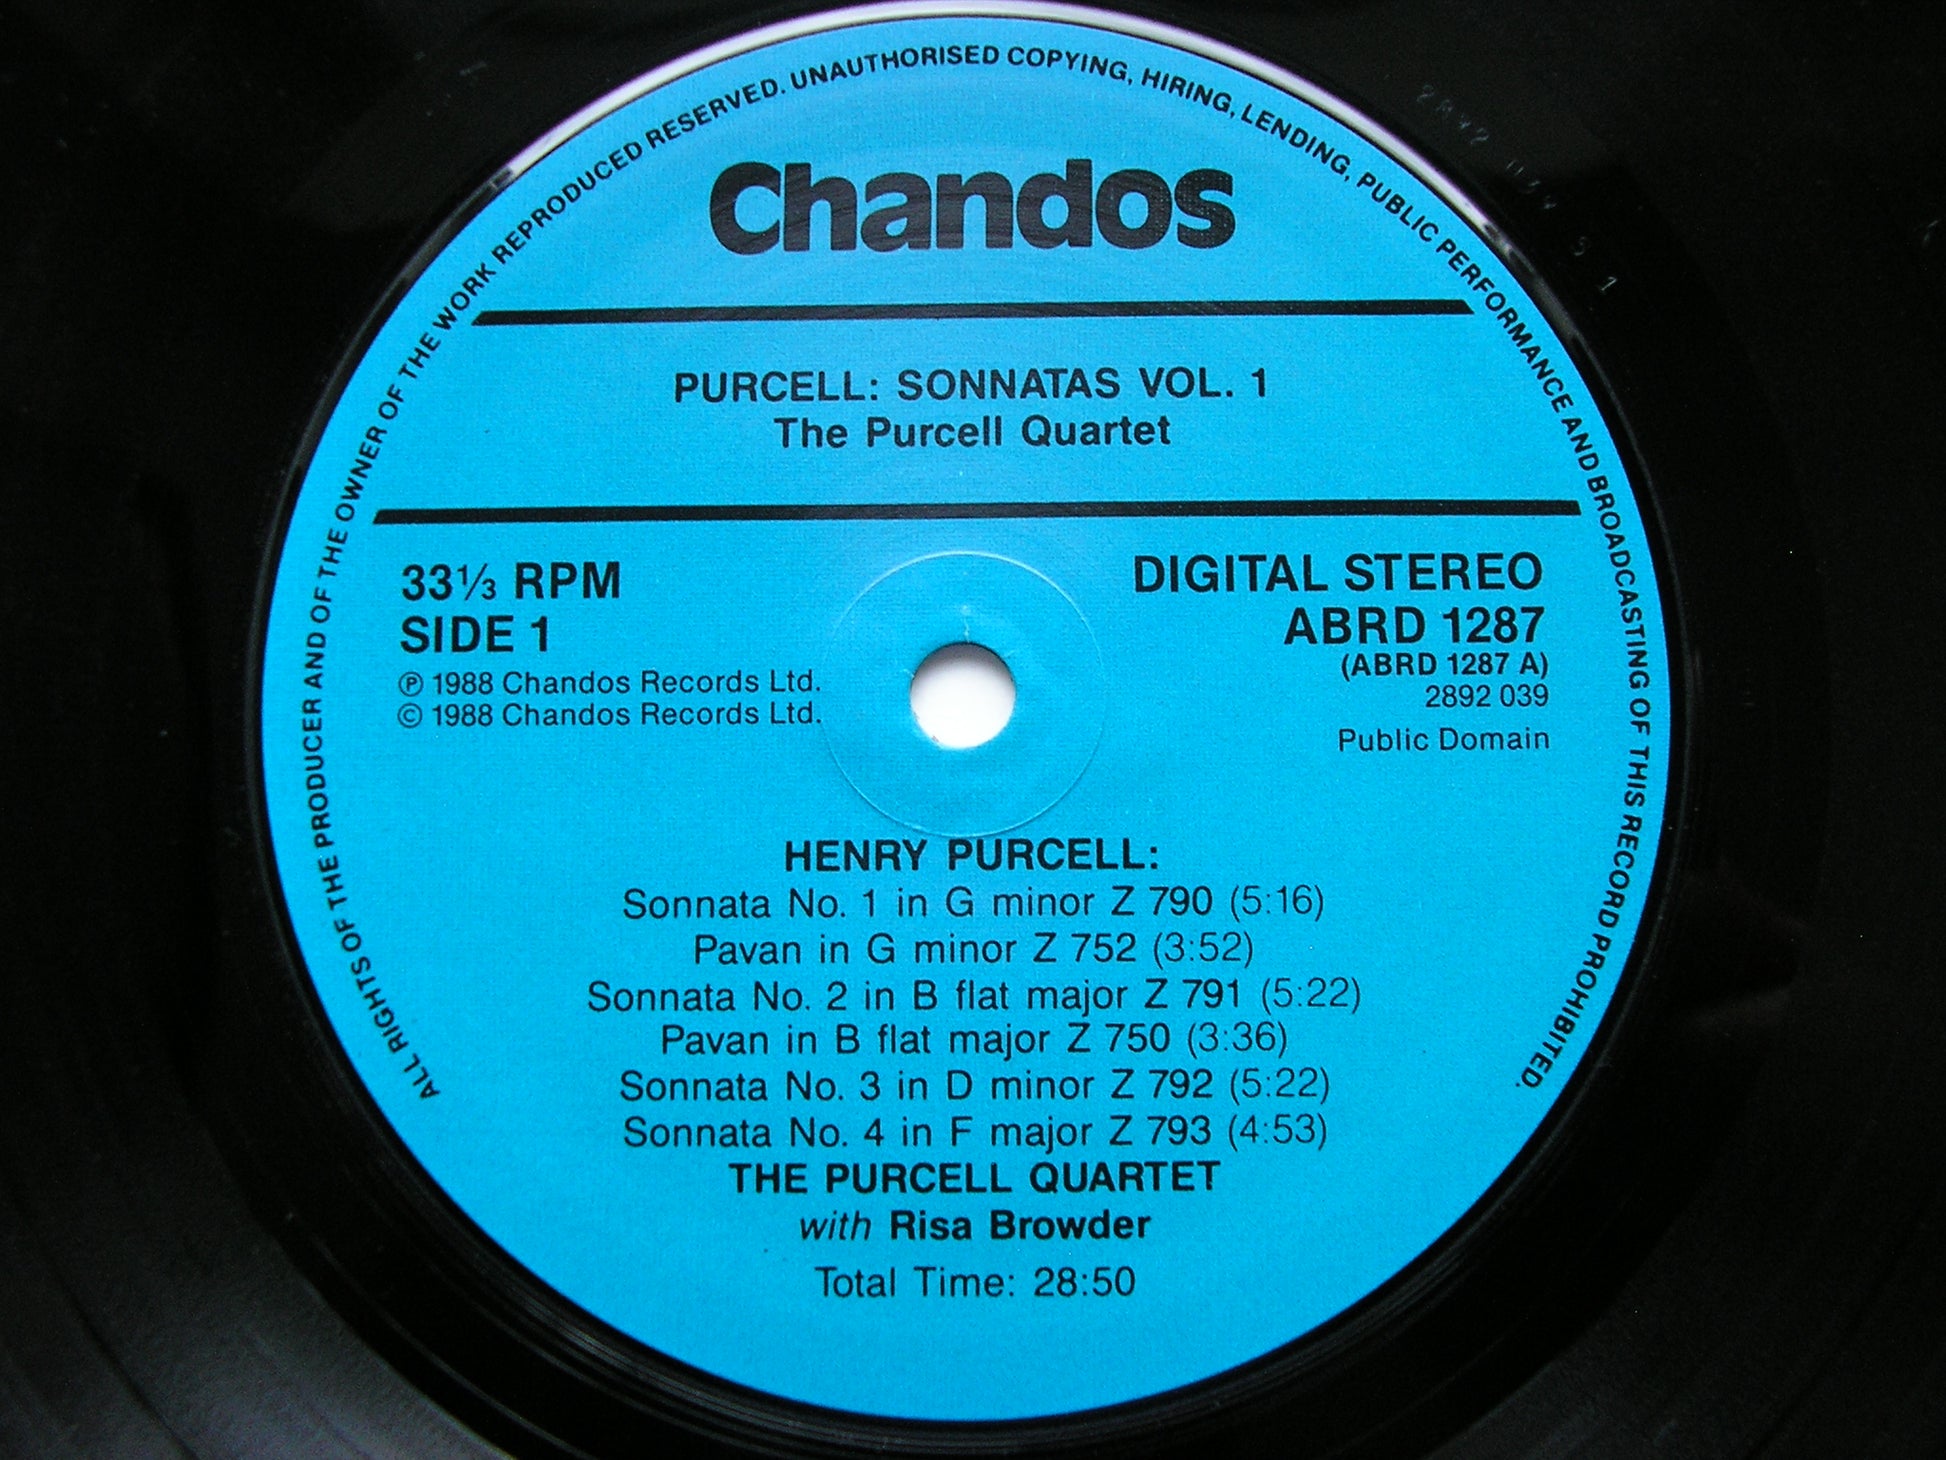 ALL RIGHTS OF THE PRODUCER AND OF THE OWNER OF THE WORK REPRODUCED RESERVED. UNAUTHORISED COPYING, HIRING, LENDING, PUBLIC PERFORMANCE AND BROADCASTING OF THIS RECORD PROHIBITED.
Chandos
PURCELL: SONNATAS VOL. 1
The Purcell Quartet
33⅓ RPM
SIDE 1
℗ 1988 Chandos Records Ltd.
© 1988 Chandos Records Ltd.
DIGITAL STEREO
ABRD 1287
(ABRD 1287 A)
2892 039
Public Domain
HENRY PURCELL:
Sonnata No. 1 in G minor Z 790 (5:16)
Pavan in G minor Z 752 (3:52)
Sonnata No. 2 in B flat major Z 791 (5:22)
Pavan in B flat major Z 750 (3:36)
Sonnata No. 3 in D minor Z 792 (5:22)
Sonnata No. 4 in F major Z 793 (4:53)
THE PURCELL QUARTET
with Risa Browder
Total Time: 28:50